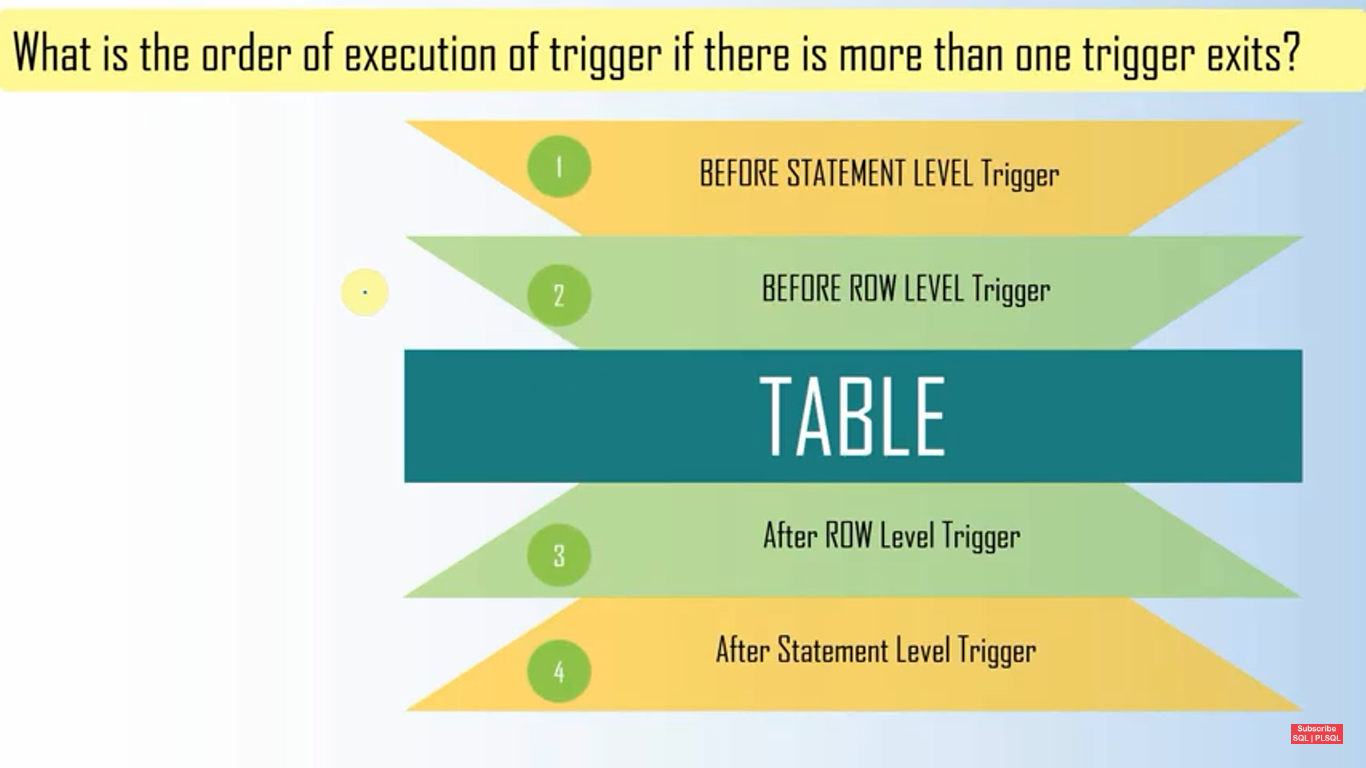 What is the order of execution of trigger if there is more than one trigger exits?
1
BEFORE STATEMENT LEVEL Trigger
2
BEFORE ROW LEVEL Trigger
TABLE
3
After ROW Level Trigger
4
After Statement Level Trigger
Subscribe
SQL | PLSQL